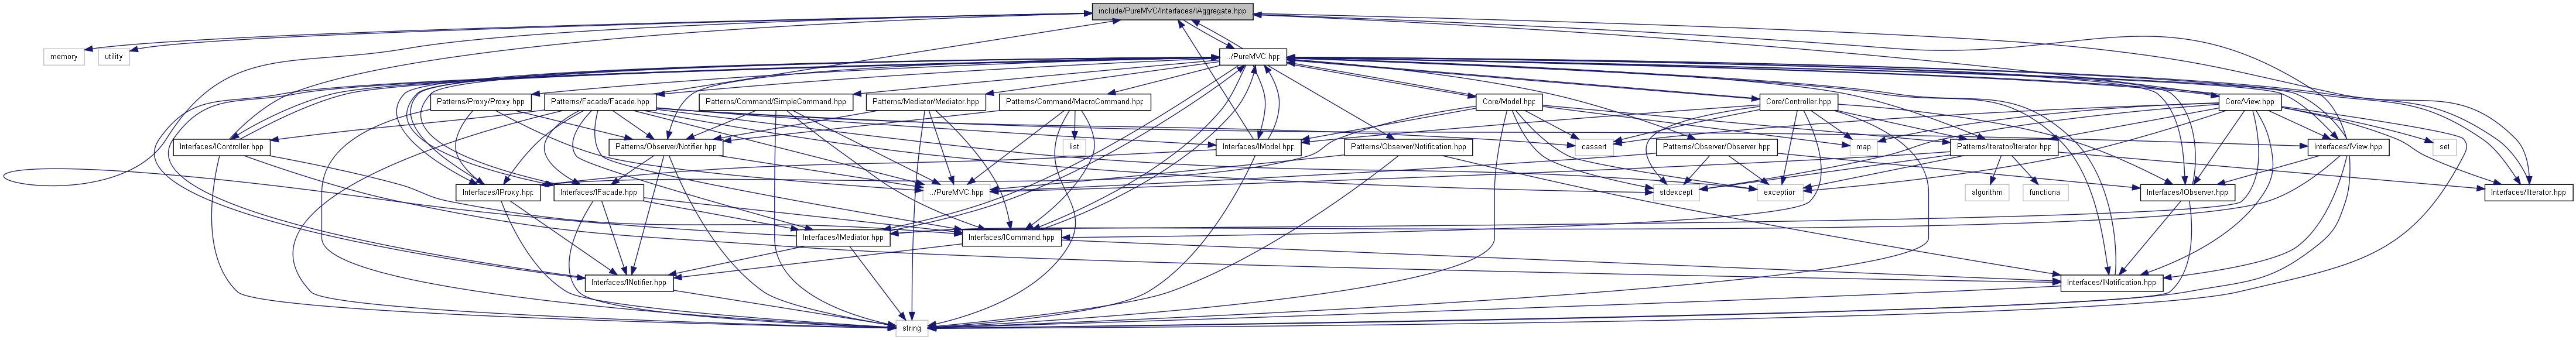 include/PureMVC/Interfaces/IAggregate.hpp
memory
utility
../PureMVC.hpp
Patterns/Proxy/Proxy.hpp
Patterns/Facade/Facade.hpp
Patterns/Command/SimpleCommand.hpp
Patterns/Mediator/Mediator.hpp
Patterns/Command/MacroCommand.hpp
Core/Model.hpp
Core/Controller.hpp
Core/View.hpp
Interfaces/IController.hpp
Patterns/Observer/Notifier.hpp
list
Interfaces/IModel.hpp
Patterns/Observer/Notification.hpp
cassert
Patterns/Observer/Observer.hpp
map
Patterns/Iterator/Iterator.hpp
Interfaces/IView.hpp
set
Interfaces/IProxy.hpp
Interfaces/IFacade.hpp
.../PureMVC.hpp
stdexcept
exception
algorithm
functiona
Interfaces/IObserver.hpp
Interfaces/IIterator.hpp
Interfaces/IMediator.hpp
Interfaces/ICommand.hpp
Interfaces/INotifier.hpp
Interfaces/INotification.hpp
string